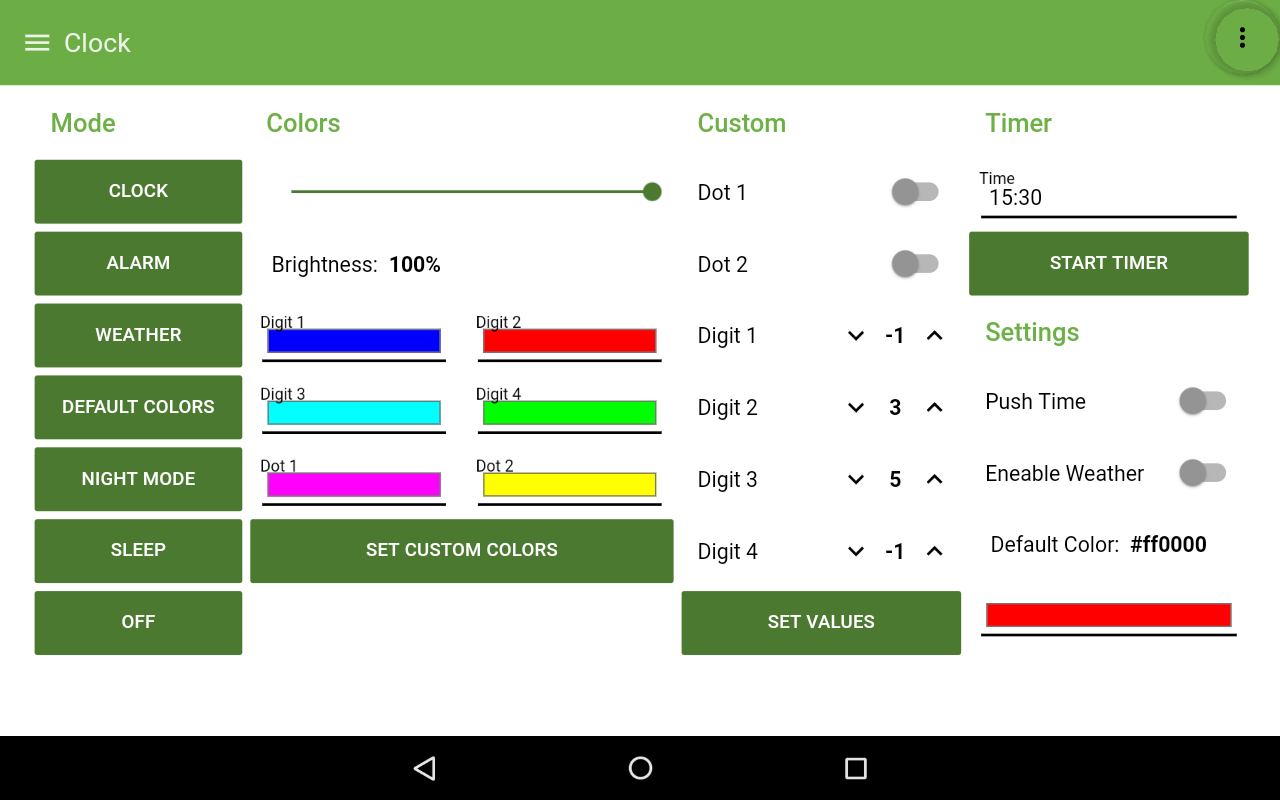 Clock
Mode
CLOCK
ALARM
WEATHER
DEFAULT COLORS
NIGHT MODE
SLEEP
OFF
Colors
Brightness: 100%
Digit 1
Digit 2
Digit 3
Digit 4
Dot 1
Dot 2
SET CUSTOM COLORS
Custom
Dot 1
Dot 2
Digit 1 -1
Digit 2 3
Digit 3 5
Digit 4 -1
SET VALUES
Timer
Time
15:30
START TIMER
Settings
Push Time
Eneable Weather
Default Color: #ff0000